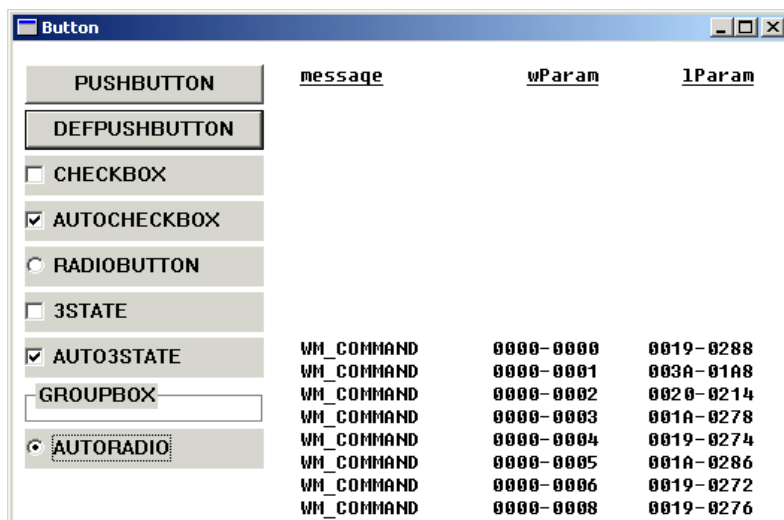 Button
PUSHBUTTON
DEFPUSHBUTTON
CHECKBOX
AUTOCHECKBOX
RADIOBUTTON
3STATE
AUTO3STATE
GROUPBOX
AUTORADIO
message wParam lParam
WM_COMMAND 0000-0000 0019-0288
WM_COMMAND 0000-0001 003A-01A8
WM_COMMAND 0000-0002 0020-0214
WM_COMMAND 0000-0003 001A-0278
WM_COMMAND 0000-0004 0019-0274
WM_COMMAND 0000-0005 001A-0286
WM_COMMAND 0000-0006 0019-0272
WM_COMMAND 0000-0008 0019-0276